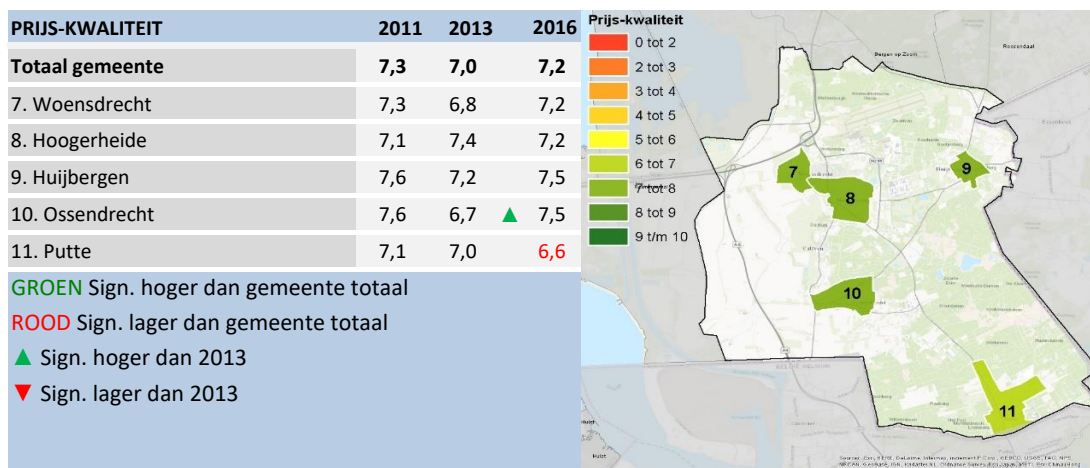 PRIJS-KWALITEIT 2011 2013 2016
Totaal gemeente 7,3 7,0 7,2
7. Woensdrecht 7,3 6,8 7,2
8. Hoogerheide 7,1 7,4 7,2
9. Huijbergen 7,6 7,2 7,5
10. Ossendrecht 7,6 6,7 ▲ 7,5
11. Putte 7,1 7,0 6,6
GROEN Sign. hoger dan gemeente totaal
ROOD Sign. lager dan gemeente totaal
▲ Sign. hoger dan 2013
▼ Sign. lager dan 2013
Prijs-kwaliteit
0 tot 2
2 tot 3
3 tot 4
4 tot 5
5 tot 6
6 tot 7
7 tot 8
8 tot 9
9 t/m 10
Bergen op Zoom
Roosendaal
7
8
9
10
11
Hulst
Hulst